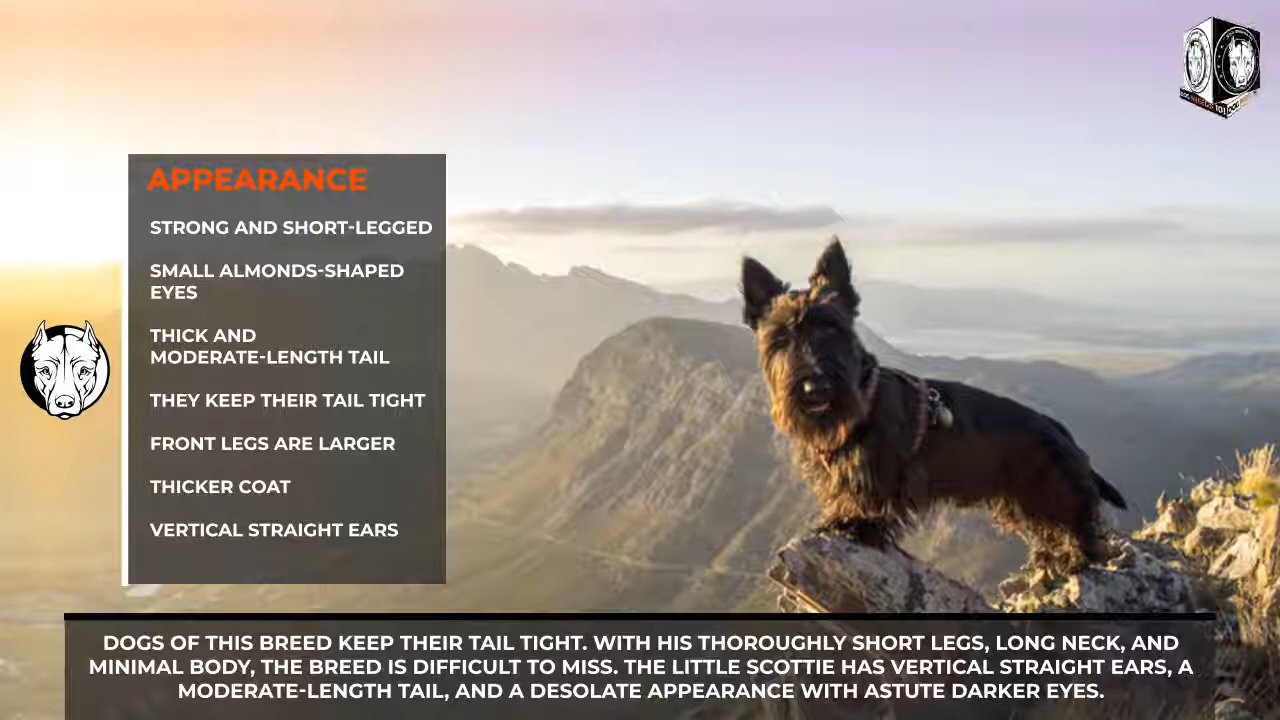 APPEARANCE
STRONG AND SHORT-LEGGED
SMALL ALMONDS-SHAPED
EYES
THICK AND
MODERATE-LENGTH TAIL
THEY KEEP THEIR TAIL TIGHT
FRONT LEGS ARE LARGER
THICKER COAT
VERTICAL STRAIGHT EARS
DOGS OF THIS BREED KEEP THEIR TAIL TIGHT. WITH HIS THOROUGHLY SHORT LEGS, LONG NECK, AND
MINIMAL BODY, THE BREED IS DIFFICULT TO MISS. THE LITTLE SCOTTIE HAS VERTICAL STRAIGHT EARS, A
MODERATE-LENGTH TAIL, AND A DESOLATE APPEARANCE WITH ASTUTE DARKER EYES.